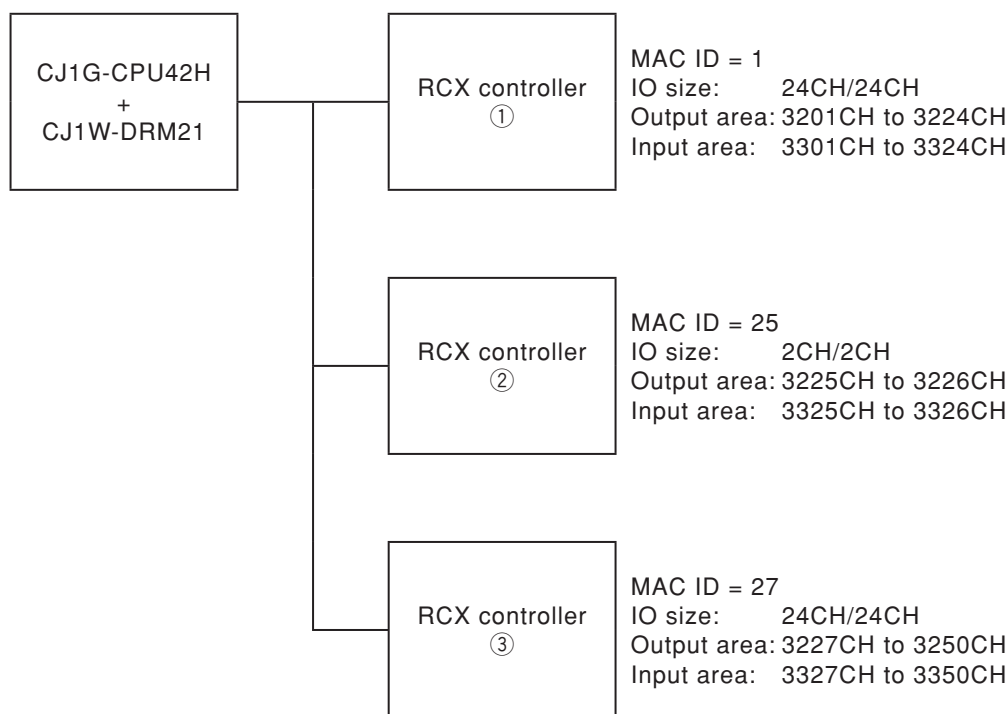 CJ1G-CPU42H
+
CJ1W-DRM21
RCX controller
①
MAC ID = 1
IO size: 24CH/24CH
Output area: 3201CH to 3224CH
Input area: 3301CH to 3324CH
RCX controller
②
MAC ID = 25
IO size: 2CH/2CH
Output area: 3225CH to 3226CH
Input area: 3325CH to 3326CH
RCX controller
③
MAC ID = 27
IO size: 24CH/24CH
Output area: 3227CH to 3250CH
Input area: 3327CH to 3350CH